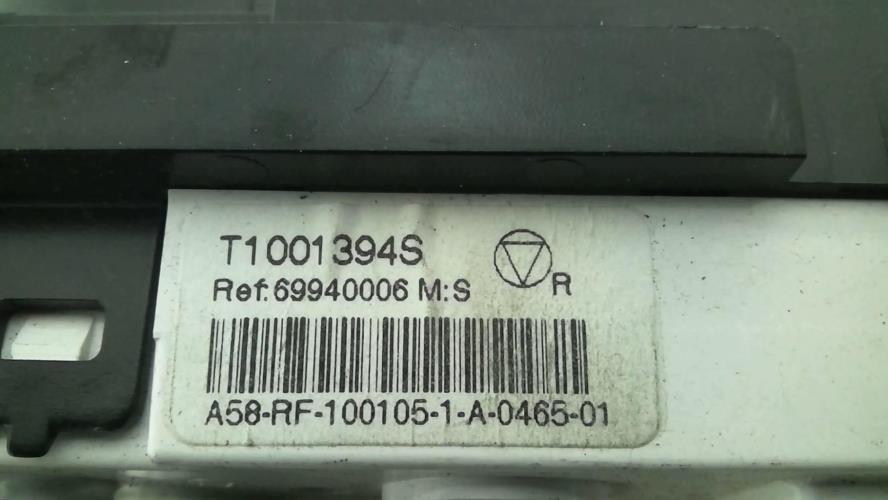 T1001394S
R
Ref:69940006 M:S
A58-RF-100105-1-A-0465-01